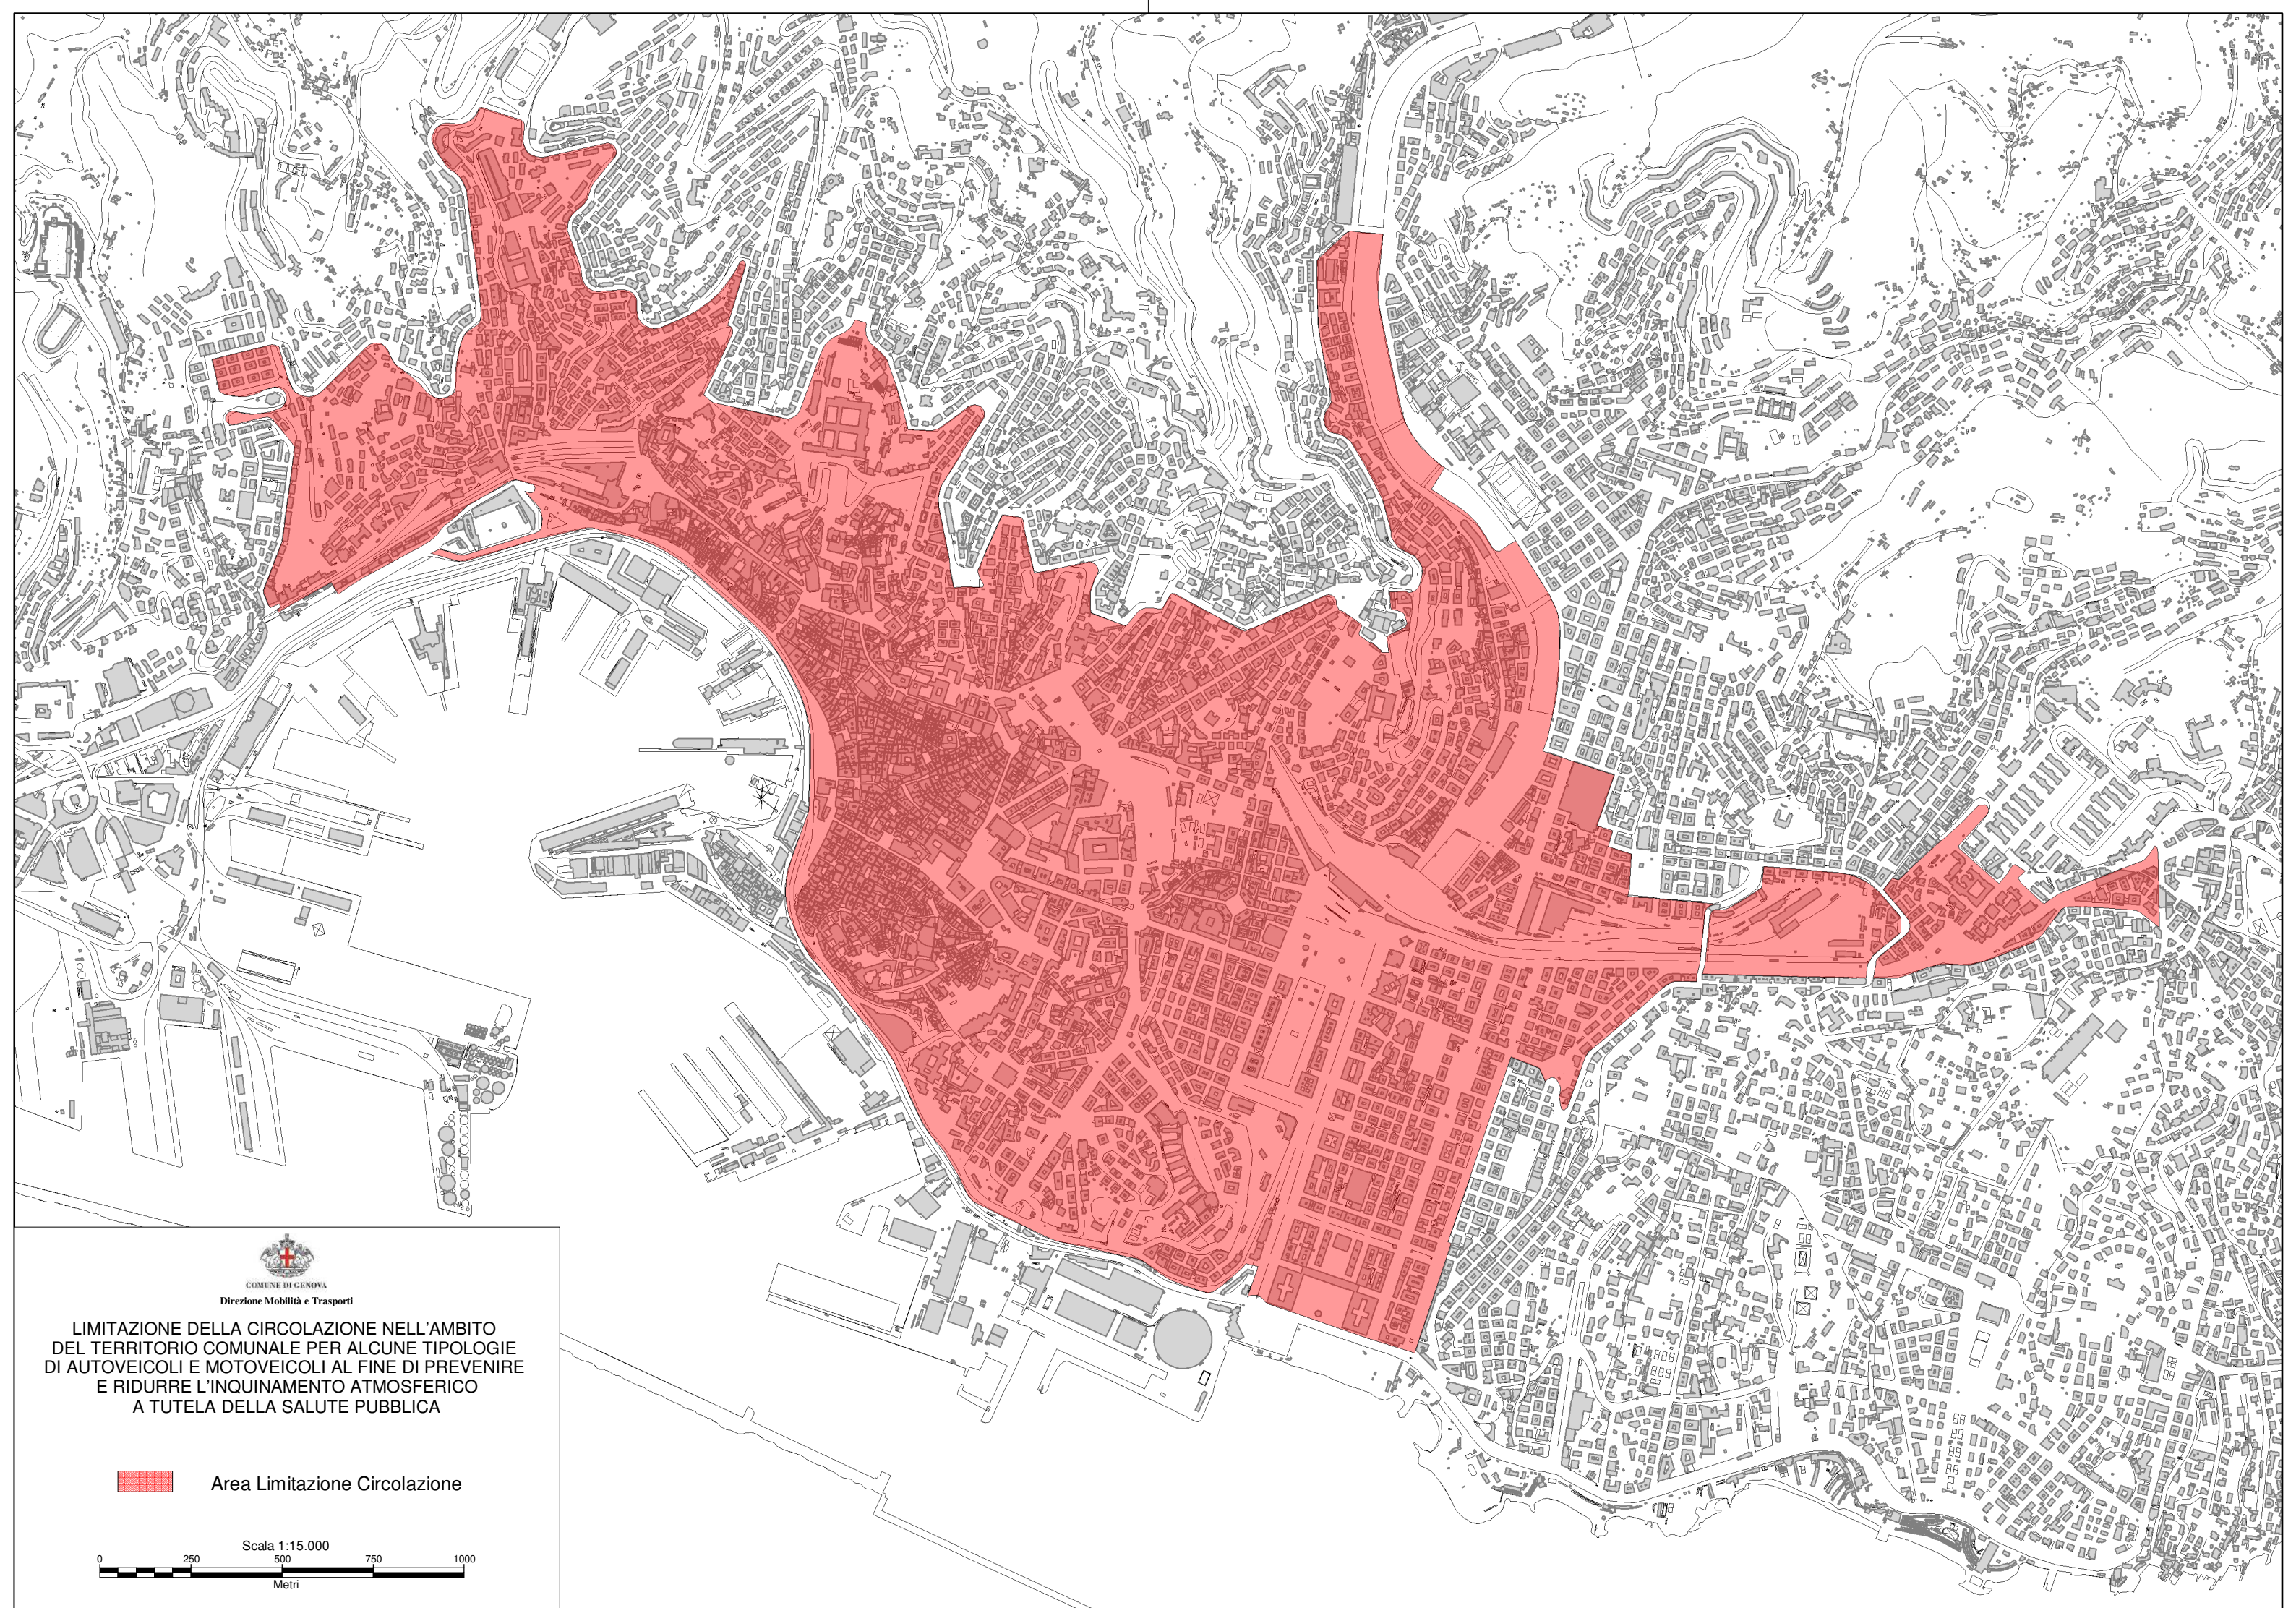 COMUNE DI GENOVA
Direzione Mobilità e Trasporti
LIMITAZIONE DELLA CIRCOLAZIONE NELL'AMBITO
DEL TERRITORIO COMUNALE PER ALCUNE TIPOLOGIE
DI AUTOVEICOLI E MOTOVEICOLI AL FINE DI PREVENIRE
E RIDURRE L'INQUINAMENTO ATMOSFERICO
A TUTELA DELLA SALUTE PUBBLICA
Area Limitazione Circolazione
Scala 1:15.000
0 250 500 750 1000
Metri